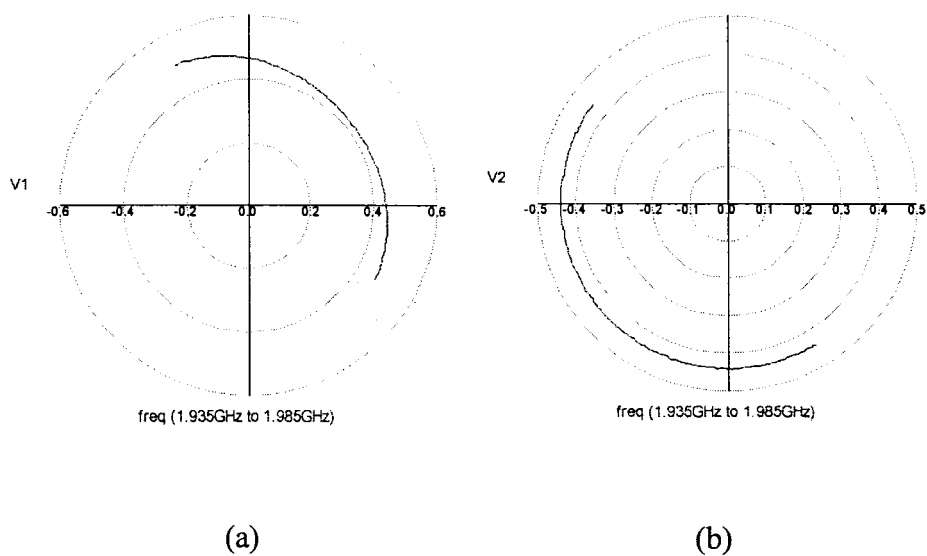 V1
-0.6 -0.4 -0.2 0.0 0.2 0.4 0.6
freq (1.935GHz to 1.985GHz)
(a)
V2
-0.5 -0.4 -0.3 -0.2 -0.1 0.0 0.1 0.2 0.3 0.4 0.5
freq (1.935GHz to 1.985GHz)
(b)